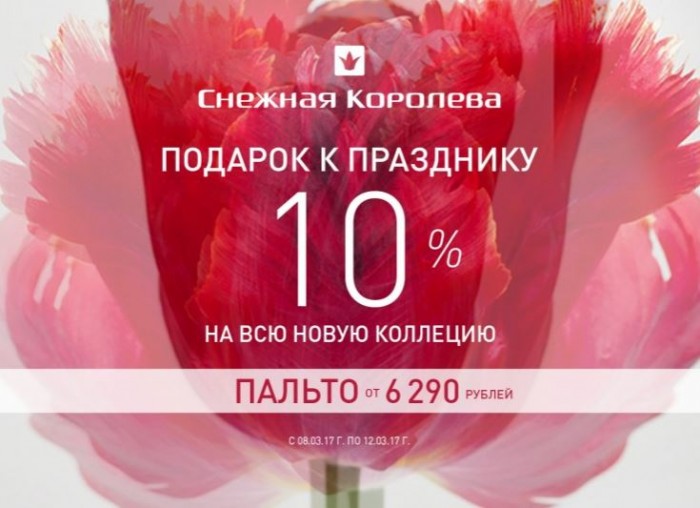 Снежная Королева
ПОДАРОК К ПРАЗДНИКУ
10 %
НА ВСЮ НОВУЮ КОЛЛЕЦИЮ
ПАЛЬТО ОТ 6 290 РУБЛЕЙ
С 08.03.17 Г. ПО 12.03.17 Г.